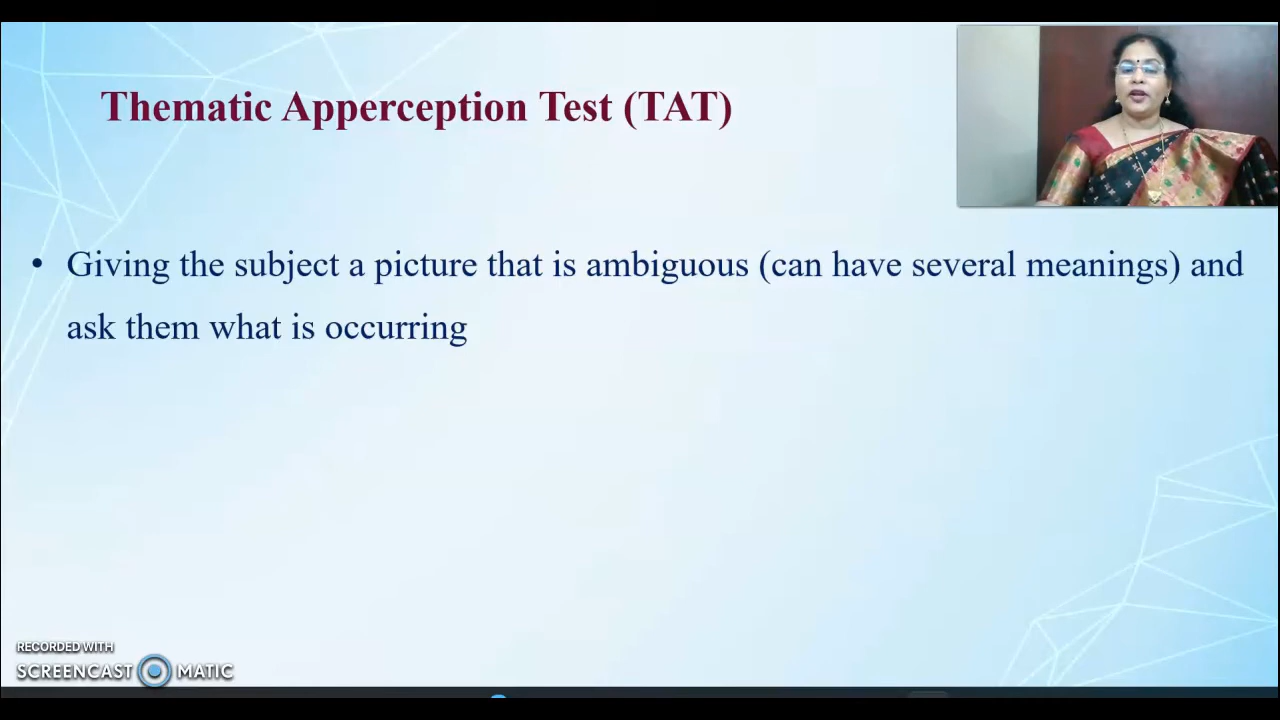 Thematic Apperception Test (TAT)
• Giving the subject a picture that is ambiguous (can have several meanings) and
ask them what is occurring
RECORDED WITH
SCREENCAST MATIC